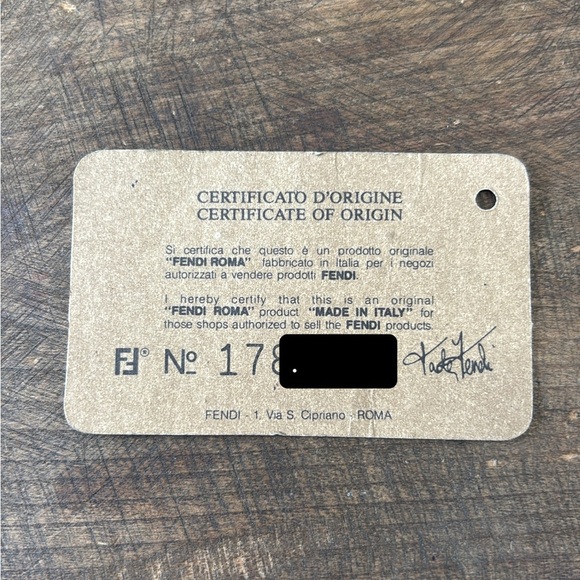 CERTIFICATO D'ORIGINE
CERTIFICATE OF ORIGIN
Si certifica che questo è un prodotto originale
"FENDI ROMA", fabbricato in Italia per i negozi
autorizzati a vendere prodotti FENDI.
I hereby certify that this is an original
"FENDI ROMA" product "MADE IN ITALY" for
those shops authorized to sell the FENDI products.
FF® Nº 178 Paola Fendi
FENDI - 1, Via S. Cipriano - ROMA